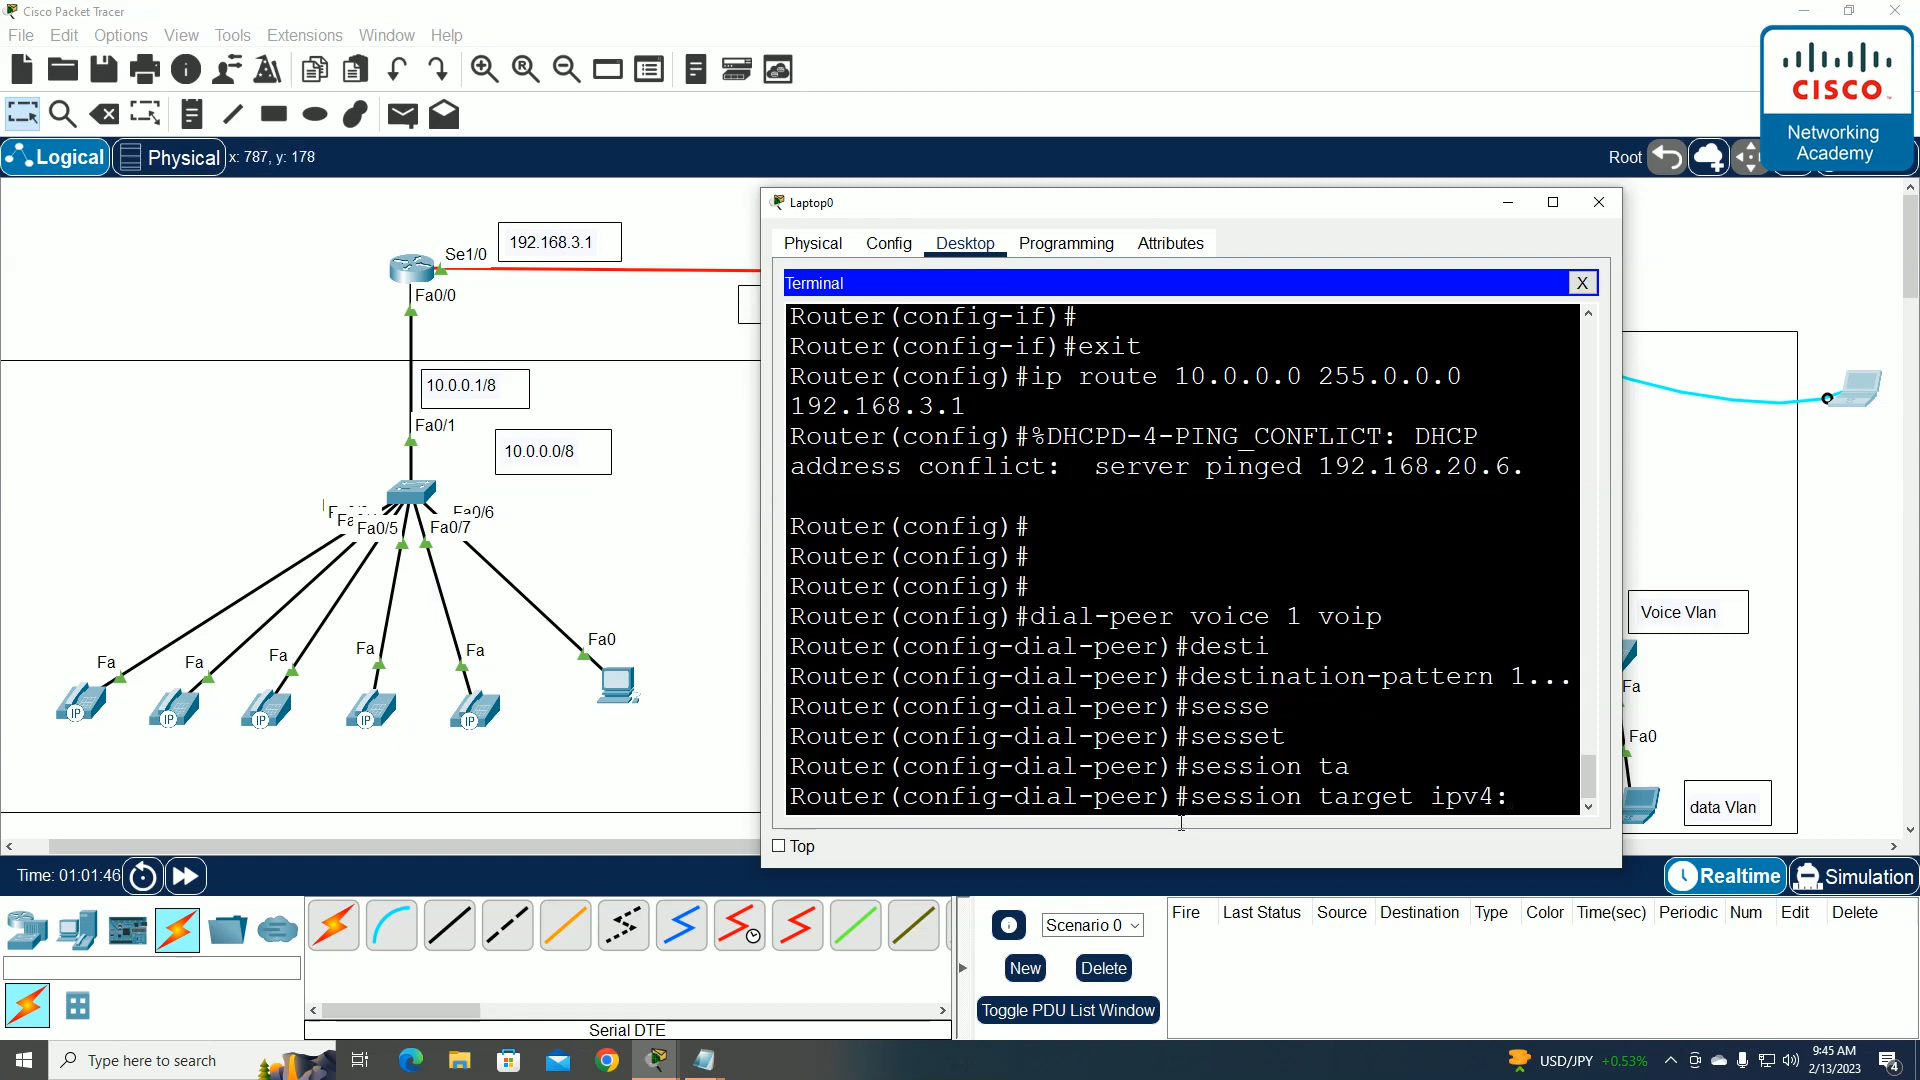 Cisco Packet Tracer
File Edit Options View Tools Extensions Window Help
CISCO
Networking
Academy
Logical Physical x: 787, y: 178
Root
192.168.3.1
Se1/0
Fa0/0
10.0.0.1/8
Fa0/1
10.0.0.0/8
Fa0/6
Fa0/5
Fa0/7
Fa
Fa
Fa
Fa
Fa
Fa
Fa0
IP
IP
IP
IP
IP
Laptop0
Physical Config Desktop Programming Attributes
Terminal X
Router(config-if)#
Router(config-if)#exit
Router(config)#ip route 10.0.0.0 255.0.0.0
192.168.3.1
Router(config)#%DHCPD-4-PING_CONFLICT: DHCP
address conflict:  server pinged 192.168.20.6.
Router(config)#
Router(config)#
Router(config)#
Router(config)#dial-peer voice 1 voip
Router(config-dial-peer)#desti
Router(config-dial-peer)#destination-pattern 1...
Router(config-dial-peer)#sesse
Router(config-dial-peer)#sesset
Router(config-dial-peer)#session ta
Router(config-dial-peer)#session target ipv4:
Top
Voice Vlan
Fa
Fa0
data Vlan
Time: 01:01:46
Realtime Simulation
Scenario 0
New Delete
Toggle PDU List Window
Fire Last Status Source Destination Type Color Time(sec) Periodic Num Edit Delete
Serial DTE
Type here to search
USD/JPY +0.53%
9:45 AM
2/13/2023
4